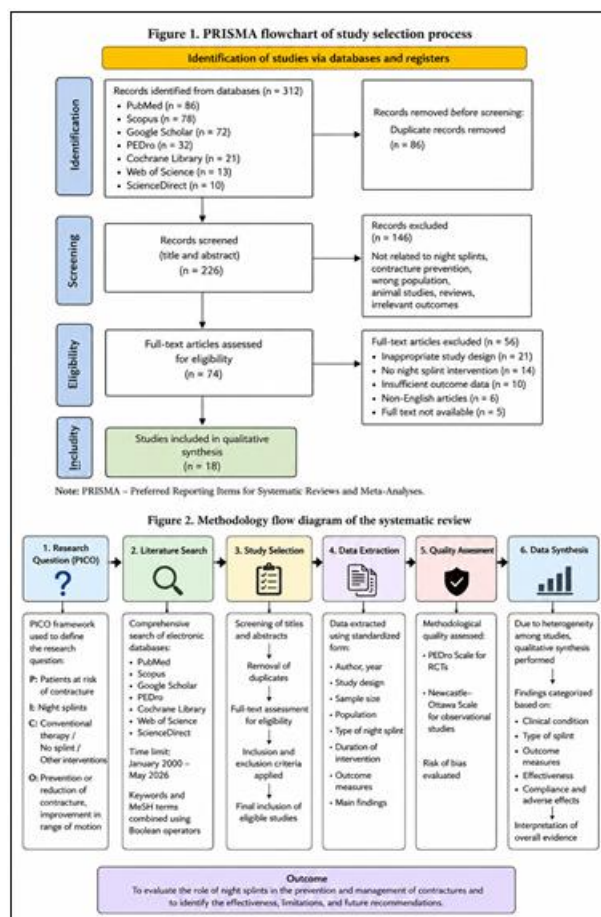 Figure 1. PRISMA flowchart of study selection process
Identification of studies via databases and registers
Identification
Records identified from databases (n = 312)
• PubMed (n = 86)
• Scopus (n = 78)
• Google Scholar (n = 72)
• PEDro (n = 32)
• Cochrane Library (n = 21)
• Web of Science (n = 13)
• ScienceDirect (n = 10)
Records removed before screening:
Duplicate records removed
(n = 86)
Screening
Records screened
(title and abstract)
n = 226)
Records excluded
(n = 146)
Not related to night splints,
contracture prevention,
wrong population,
animal studies, reviews,
irrelevant outcomes
Eligibility
Full-text articles assessed
for eligibility
n = 74)
Full-text articles excluded (n = 56)
• Inappropriate study design (n = 21)
• No night splint intervention (n = 14)
• Insufficient outcome data (n = 10)
• Non-English articles (n = 6)
• Full text not available (n = 5)
Includity
Studies included in qualitative
synthesis
(n = 18)
Note: PRISMA – Preferred Reporting Items for Systematic Reviews and Meta-Analyses.
Figure 2. Methodology flow diagram of the systematic review
1. Research
Question (PICO)
?
PICO framework
used to define
the research
question:
P: Patients at risk
of contracture
I: Night splints
C: Conventional
therapy /
No splint /
Other interventions
O: Prevention or
reduction of
contracture,
improvement in
range of motion
2. Literature Search
Comprehensive
search of electronic
databases:
• PubMed
• Scopus
• Google Scholar
• PEDro
• Cochrane Library
• Web of Science
• ScienceDirect
Time limit:
January 2000 –
May 2026
Keywords and
MeSH terms
combined using
Boolean operators
3. Study Selection
Screening of titles
and abstracts
Removal of
duplicates
Full-text assessment
for eligibility
Inclusion and
exclusion criteria
applied
Final inclusion of
eligible studies
4. Data Extraction
Data extracted
using standardized
form:
• Author, year
• Study design
• Sample size
• Population
• Type of night splint
• Duration of
intervention
• Outcome
measures
• Main findings
5. Quality Assessment
Methodological
quality assessed:
• PEDro Scale for
RCTs
• Newcastle–
Ottawa Scale for
observational
studies
Risk of bias
evaluated
6. Data Synthesis
Due to heterogeneity
among studies,
qualitative synthesis
performed
Findings categorized
based on:
• Clinical condition
• Type of splint
• Outcome
measures
• Effectiveness
• Compliance and
adverse effects
Interpretation of
overall evidence
Outcome
To evaluate the role of night splints in the prevention and management of contractures and
to identify the effectiveness, limitations, and future recommendations.